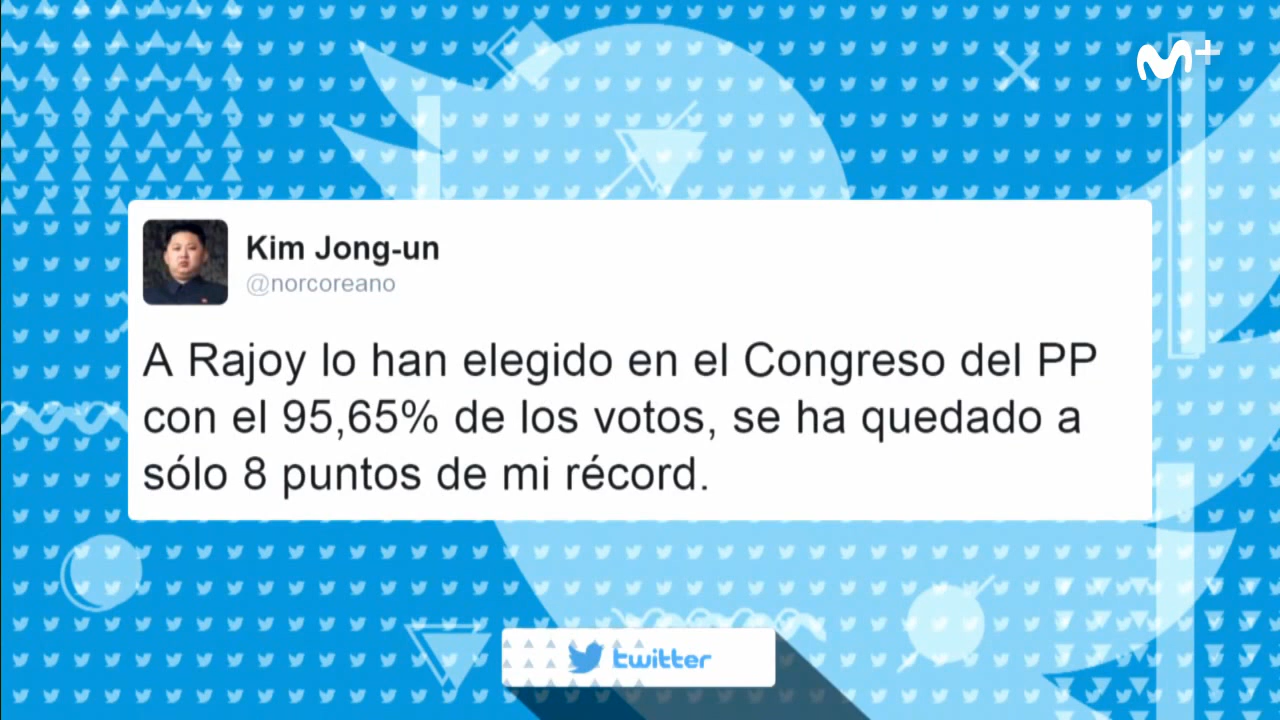 M+
Kim Jong-un
@norcoreano
A Rajoy lo han elegido en el Congreso del PP
con el 95,65% de los votos, se ha quedado a
sólo 8 puntos de mi récord.
twitter